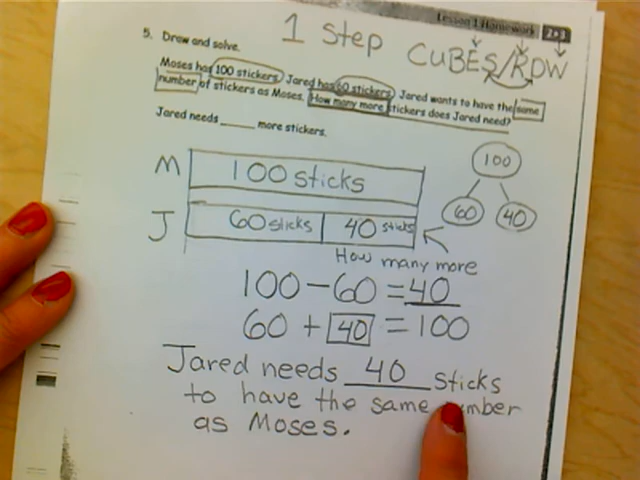 Lesson 1 Homework 2•1
1 Step CUBES/RDW
5. Draw and solve.
Moses has 100 stickers. Jared has 60 stickers. Jared wants to have the same
number of stickers as Moses. How many more stickers does Jared need?
Jared needs ______ more stickers.
M 100 sticks
J 60 sticks 40 sticks
100
60 40
How many more
100 - 60 = 40
60 + 40 = 100
Jared needs 40 sticks
to have the same number
as Moses.